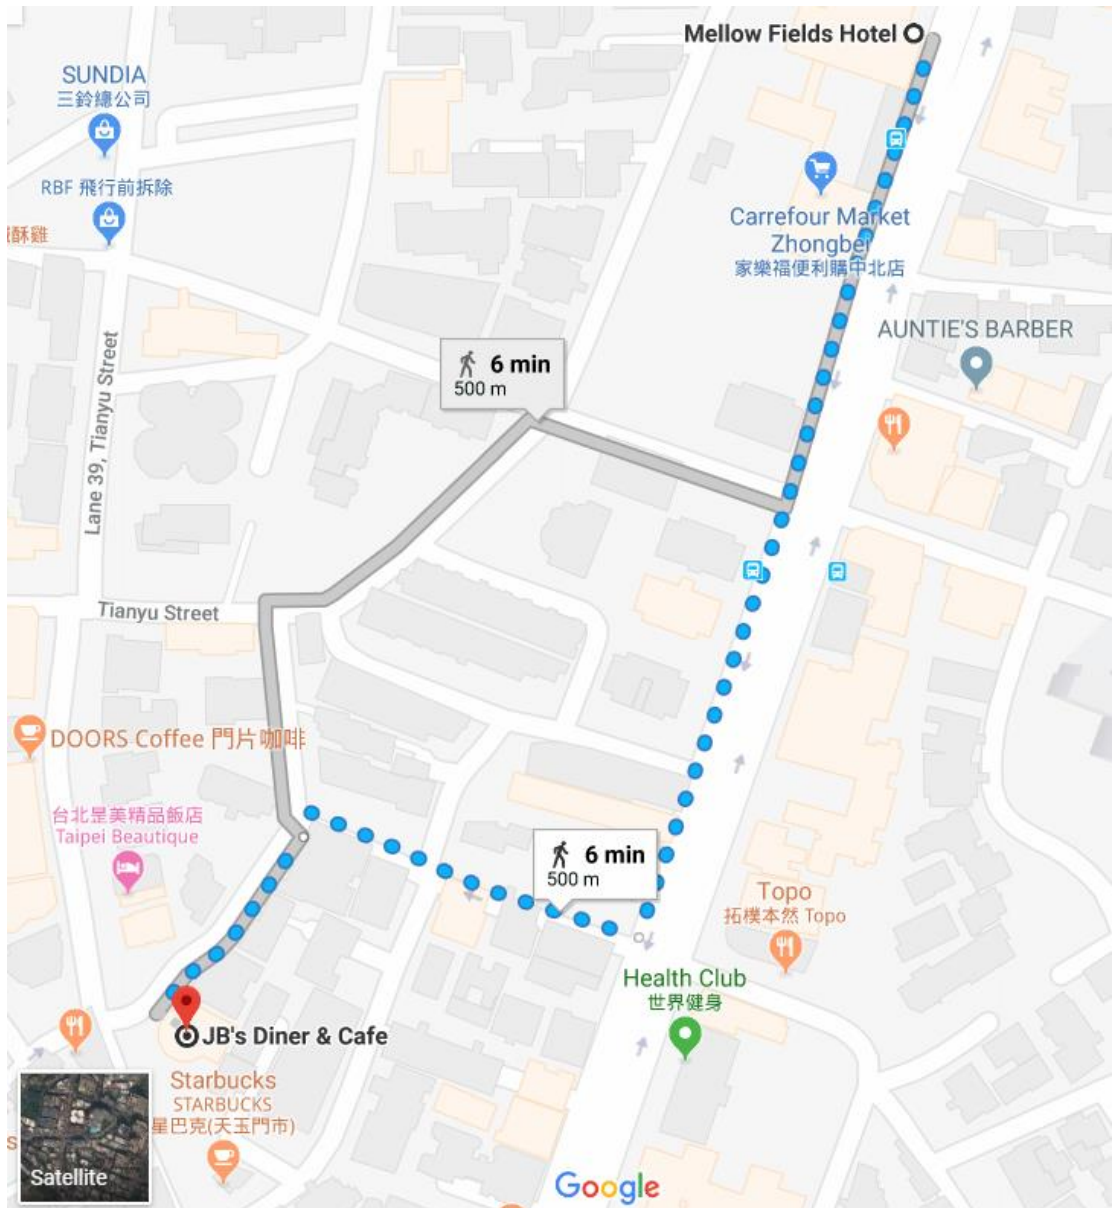 Mellow Fields Hotel
SUNDIA
三鈴總公司
RBF 飛行前拆除
酥雞
Carrefour Market
Zhongbei
家樂福便利購中北店
AUNTIE'S BARBER
6 min
500 m
Lane 39, Tianyu Street
Tianyu Street
DOORS Coffee 門片咖啡
台北昰美精品飯店
Taipei Beautique
6 min
500 m
Topo
拓樸本然 Topo
Health Club
世界健身
JB's Diner & Cafe
Starbucks
STARBUCKS
星巴克(天玉門市)
Satellite
Google